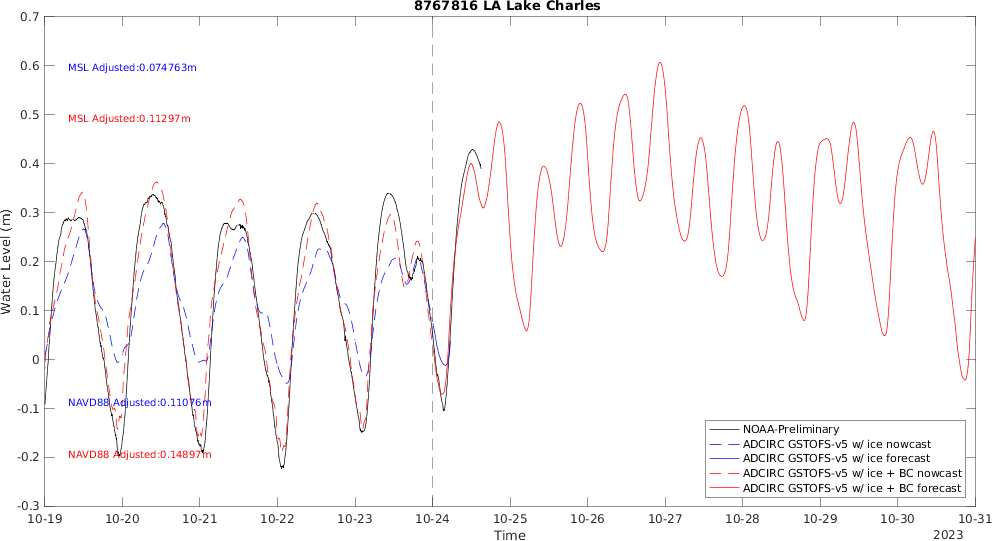 8767816 LA Lake Charles
0.7
0.6
0.5
0.4
0.3
0.2
0.1
0
-0.1
-0.2
-0.3
Water Level (m)
MSL Adjusted:0.074763m
MSL Adjusted:0.11297m
NAVD88 Adjusted:0.11076m
NAVD88 Adjusted:0.14897m
NOAA-Preliminary
ADCIRC GSTOFS-v5 w/ ice nowcast
ADCIRC GSTOFS-v5 w/ ice forecast
ADCIRC GSTOFS-v5 w/ ice + BC nowcast
ADCIRC GSTOFS-v5 w/ ice + BC forecast
10-19 10-20 10-21 10-22 10-23 10-24 10-25 10-26 10-27 10-28 10-29 10-30 10-31
Time
2023